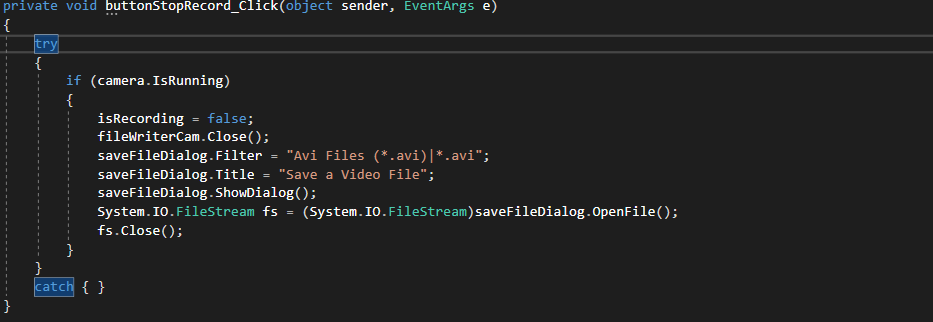 private void buttonStopRecord_Click(object sender, EventArgs e)
{
try
{
if (camera.IsRunning)
{
isRecording = false;
fileWriterCam.Close();
saveFileDialog.Filter = "Avi Files (*.avi)|*.avi";
saveFileDialog.Title = "Save a Video File";
saveFileDialog.ShowDialog();
System.IO.FileStream fs = (System.IO.FileStream)saveFileDialog.OpenFile();
fs.Close();
}
}
catch { }
}